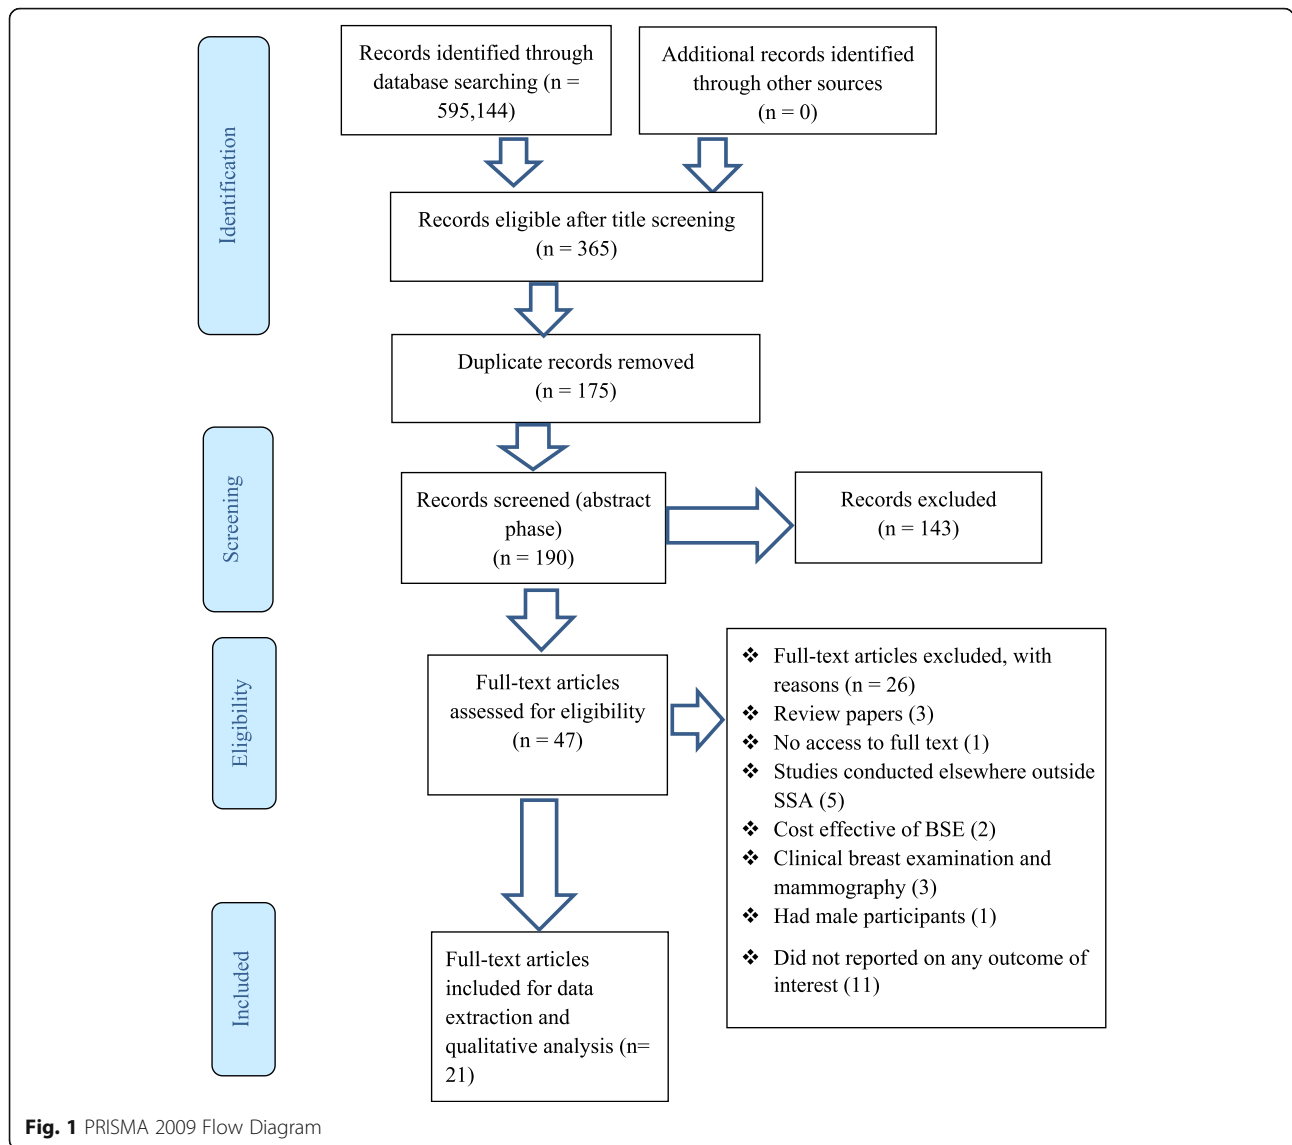 Records identified through
database searching (n =
595,144)
Additional records identified
through other sources
(n = 0)
Identification
Records eligible after title screening
(n = 365)
Duplicate records removed
(n = 175)
Screening
Records screened (abstract
phase)
(n = 190)
Records excluded
(n = 143)
Eligibility
Full-text articles
assessed for eligibility
(n = 47)
❖ Full-text articles excluded, with
reasons (n = 26)
❖ Review papers (3)
❖ No access to full text (1)
❖ Studies conducted elsewhere outside
SSA (5)
❖ Cost effective of BSE (2)
❖ Clinical breast examination and
mammography (3)
❖ Had male participants (1)
❖ Did not reported on any outcome of
interest (11)
Included
Full-text articles
included for data
extraction and
qualitative analysis (n=
21)
Fig. 1 PRISMA 2009 Flow Diagram